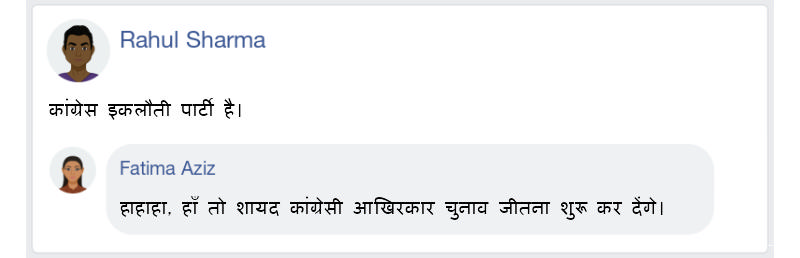 Rahul Sharma
कांग्रेस इकलौती पार्टी है।
Fatima Aziz
हाहाहा, हाँ तो शायद कांग्रेसी आखिरकार चुनाव जीतना शुरू कर देंगे।